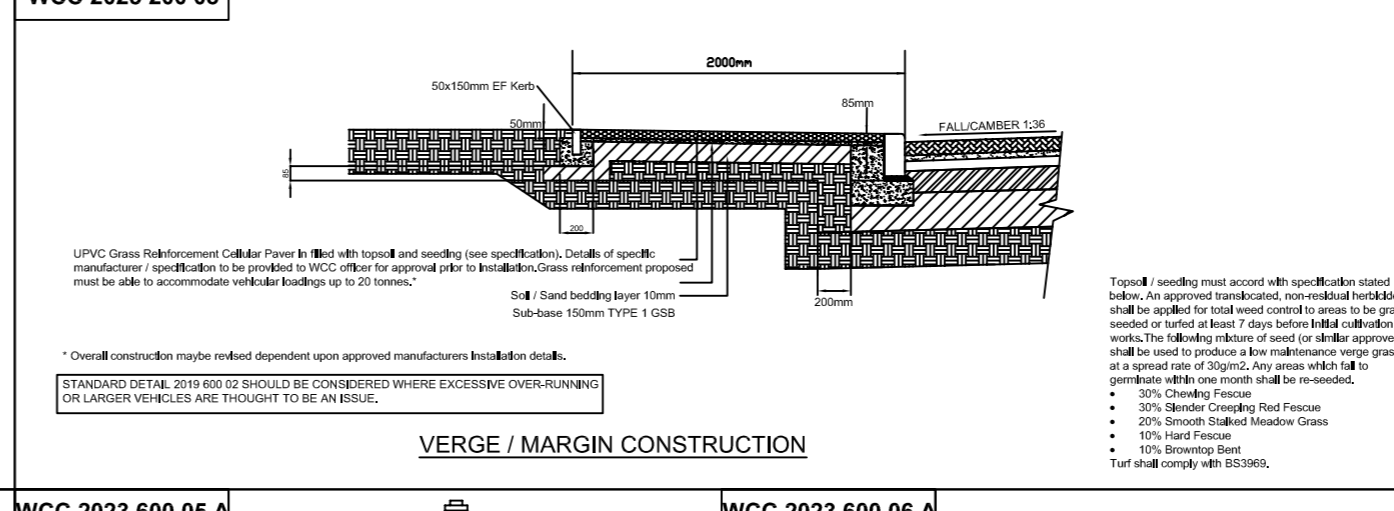 2000mm
50x150mm EF Kerb
85mm
50mm
FALL/CAMBER 1:36
85
200
UPVC Grass Reinforcement Cellular Paver in filled with topsoil and seeding (see specification). Details of specific
manufacturer / specification to be provided to WCC officer for approval prior to installation.Grass reinforcement proposed
must be able to accommodate vehicular loadings up to 20 tonnes.*
Soil / Sand bedding layer 10mm
Sub-base 150mm TYPE 1 GSB
200mm
* Overall construction maybe revised dependent upon approved manufacturers installation details.
STANDARD DETAIL 2019 600 02 SHOULD BE CONSIDERED WHERE EXCESSIVE OVER-RUNNING
OR LARGER VEHICLES ARE THOUGHT TO BE AN ISSUE.
VERGE / MARGIN CONSTRUCTION
Topsoil / seeding must accord with specification stated
below. An approved translocated, non-residual herbicide
shall be applied for total weed control to areas to be gra
seeded or turfed at least 7 days before initial cultivation
works.The following mixture of seed (or similar approve
shall be used to produce a low maintenance verge gras
at a spread rate of 30g/m2. Any areas which fail to
germinate within one month shall be re-seeded.
• 30% Chewing Fescue
• 30% Slender Creeping Red Fescue
• 20% Smooth Stalked Meadow Grass
• 10% Hard Fescue
• 10% Browntop Bent
Turf shall comply with BS3969.
WCC 2023 600 05 A
WCC 2023 600 06 A